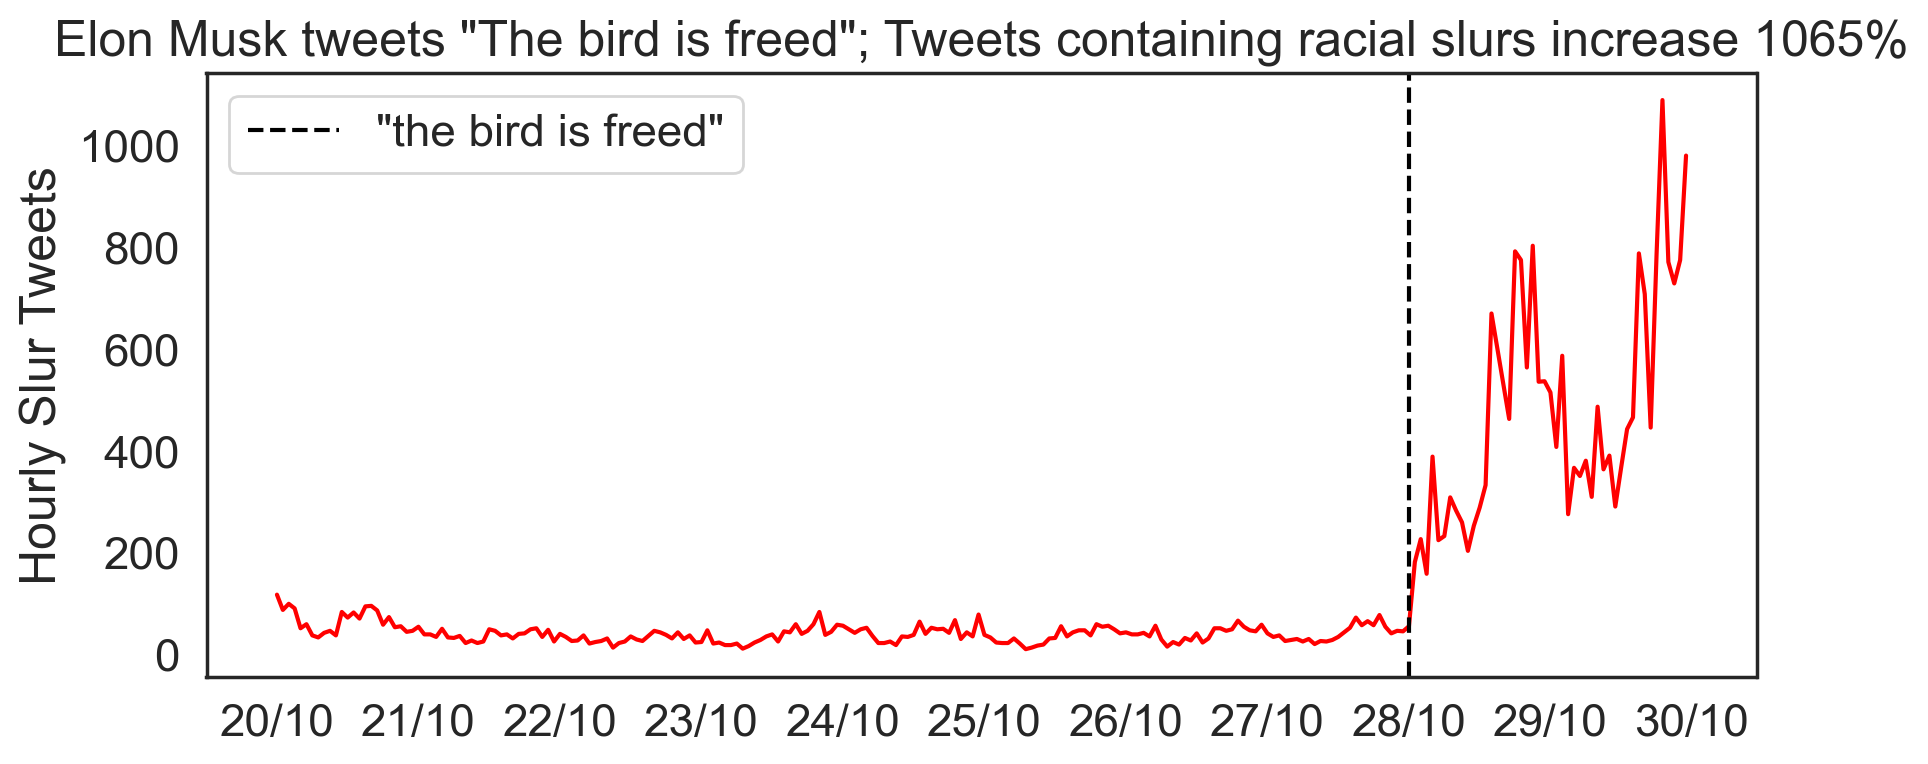 Elon Musk tweets "The bird is freed"; Tweets containing racial slurs increase 1065%
"the bird is freed"
Hourly Slur Tweets
1000
800
600
400
200
0
20/10 21/10 22/10 23/10 24/10 25/10 26/10 27/10 28/10 29/10 30/10